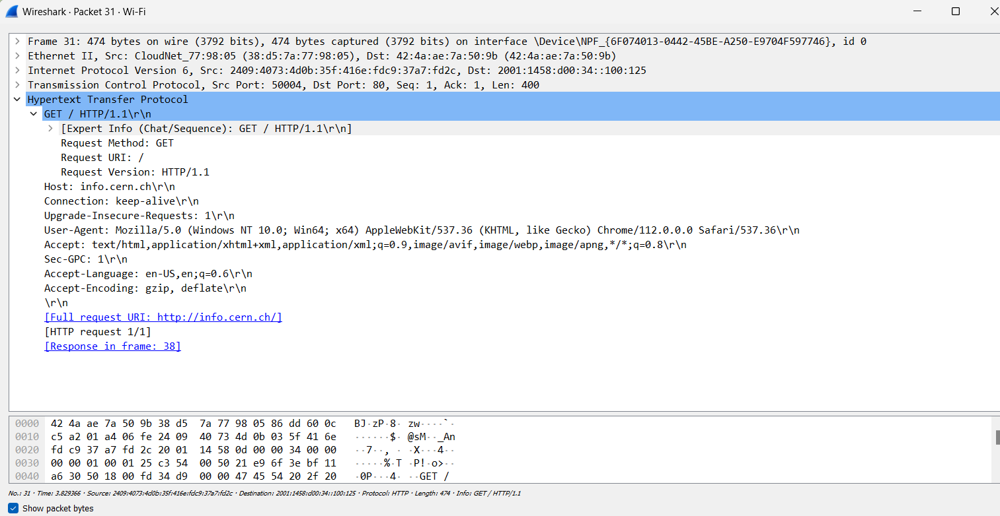 Wireshark · Packet 31 · Wi-Fi
Frame 31: 474 bytes on wire (3792 bits), 474 bytes captured (3792 bits) on interface \Device\NPF_{6F074013-0442-45BE-A250-E9704F597746}, id 0
Ethernet II, Src: CloudNet_77:98:05 (38:d5:7a:77:98:05), Dst: 42:4a:ae:7a:50:9b (42:4a:ae:7a:50:9b)
Internet Protocol Version 6, Src: 2409:4073:4d0b:35f:416e:fdc9:37a7:fd2c, Dst: 2001:1458:d00:34::100:125
Transmission Control Protocol, Src Port: 50004, Dst Port: 80, Seq: 1, Ack: 1, Len: 400
Hypertext Transfer Protocol
GET / HTTP/1.1\r\n
[Expert Info (Chat/Sequence): GET / HTTP/1.1\r\n]
Request Method: GET
Request URI: /
Request Version: HTTP/1.1
Host: info.cern.ch\r\n
Connection: keep-alive\r\n
Upgrade-Insecure-Requests: 1\r\n
User-Agent: Mozilla/5.0 (Windows NT 10.0; Win64; x64) AppleWebKit/537.36 (KHTML, like Gecko) Chrome/112.0.0.0 Safari/537.36\r\n
Accept: text/html,application/xhtml+xml,application/xml;q=0.9,image/avif,image/webp,image/apng,*/*;q=0.8\r\n
Sec-GPC: 1\r\n
Accept-Language: en-US,en;q=0.6\r\n
Accept-Encoding: gzip, deflate\r\n
\r\n
[Full request URI: http://info.cern.ch/]
[HTTP request 1/1]
[Response in frame: 38]
0000 42 4a ae 7a 50 9b 38 d5 7a 77 98 05 86 dd 60 0c BJ·zP·8· zw····`·
0010 c5 a2 01 a4 06 fe 24 09 40 73 4d 0b 03 5f 41 6e ······$· @sM··_An
0020 fd c9 37 a7 fd 2c 20 01 14 58 0d 00 00 34 00 00 ··7··, · ·X···4··
0030 00 00 01 00 01 25 c3 54 00 50 21 e9 6f 3e bf 11 ·····%·T ·P!·o>··
0040 a6 30 50 18 00 fd 34 d9 00 00 47 45 54 20 2f 20 ·0P···4· ··GET /
No.: 31 · Time: 3.829366 · Source: 2409:4073:4d0b:35f:416e:fdc9:37a7:fd2c · Destination: 2001:1458:d00:34::100:125 · Protocol: HTTP · Length: 474 · Info: GET / HTTP/1.1
Show packet bytes